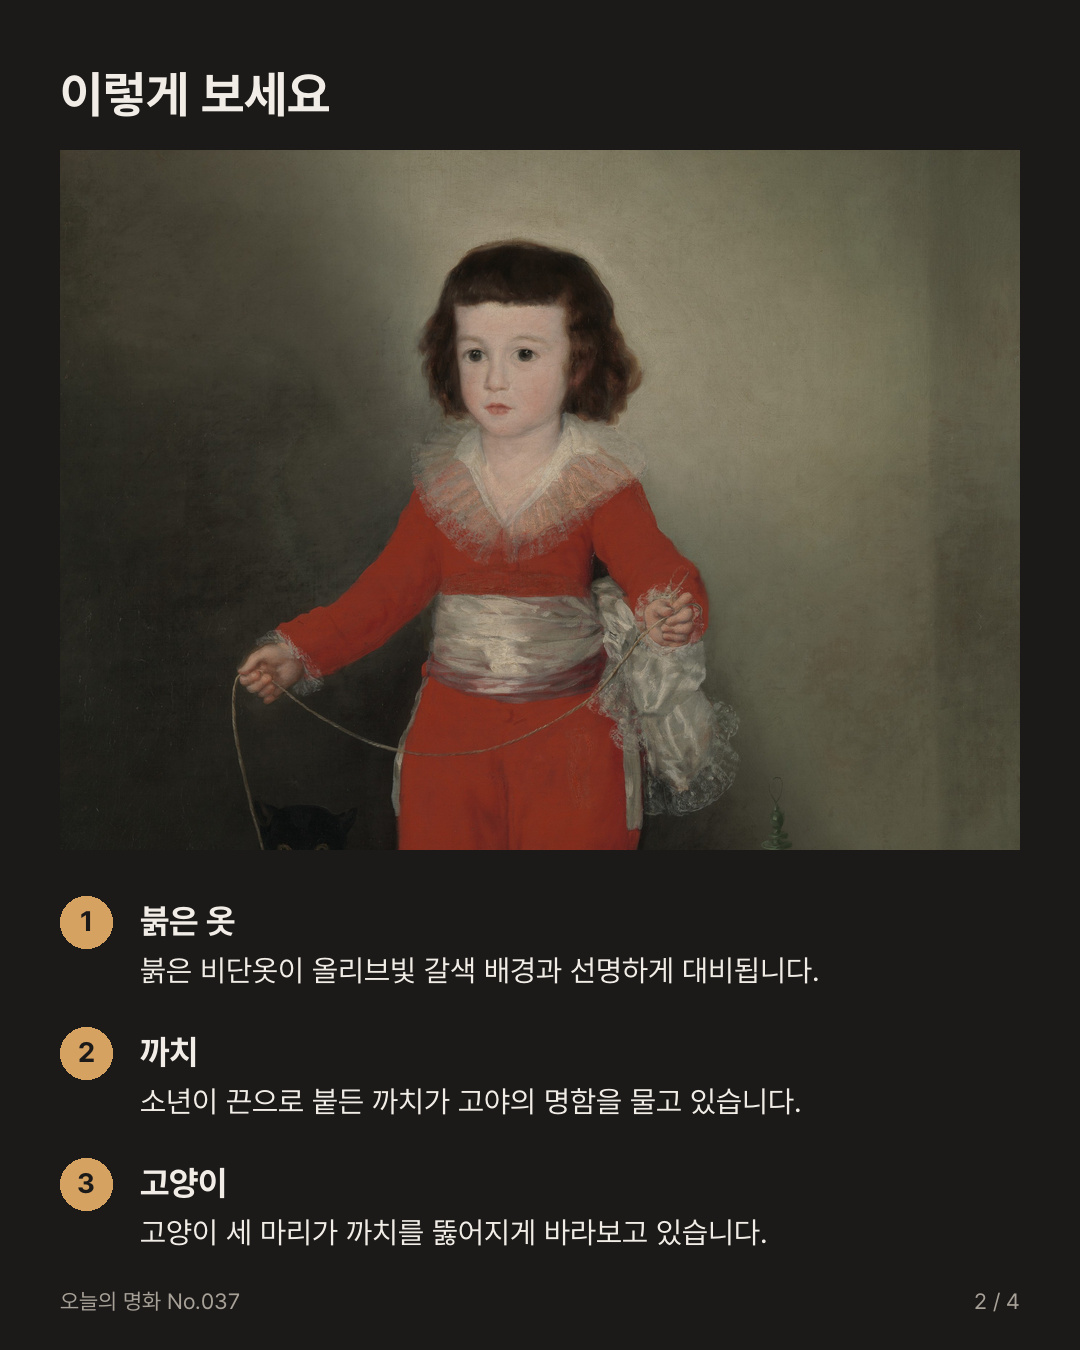 이렇게 보세요
1 붉은 옷
붉은 비단옷이 올리브빛 갈색 배경과 선명하게 대비됩니다.
2 까치
소년이 끈으로 붙든 까치가 고야의 명함을 물고 있습니다.
3 고양이
고양이 세 마리가 까치를 뚫어지게 바라보고 있습니다.
오늘의 명화 No.037
2 / 4